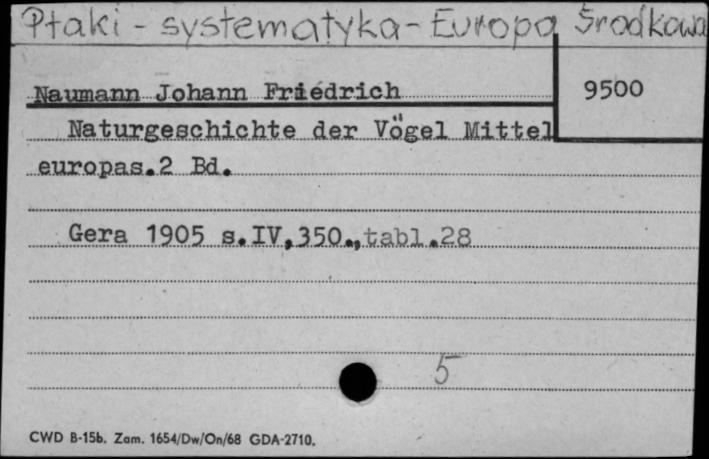 Ptaki - systematyka - Europa Środkowa
Naumann Johann Friedrich
9500
Naturgeschichte der Vögel Mittel
europas.2 Bd.
Gera 1905 s.IV,350.,tabl.28
5
CWD B-15b. Zam. 1654/Dw/On/68 GDA-2710.